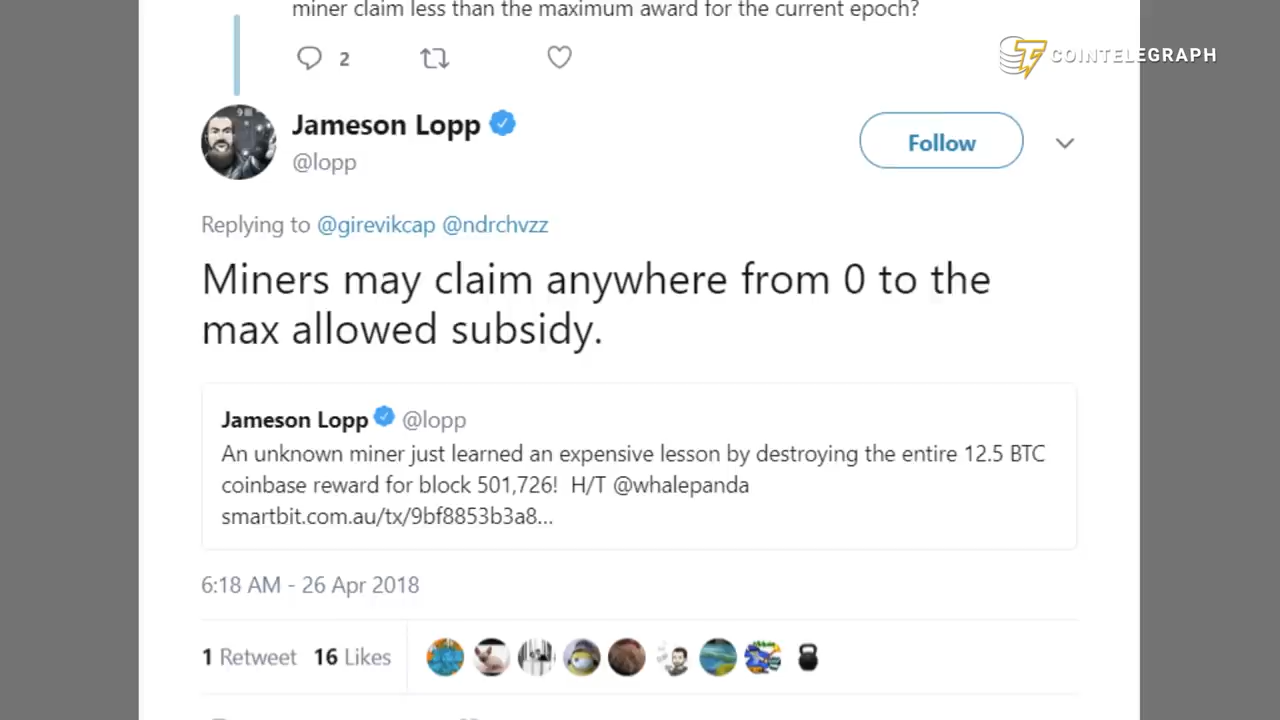 miner claim less than the maximum award for the current epoch?
2
COINTELEGRAPH
Jameson Lopp
@lopp
Follow
Replying to @girevikcap @ndrchvzz
Miners may claim anywhere from 0 to the
max allowed subsidy.
Jameson Lopp @lopp
An unknown miner just learned an expensive lesson by destroying the entire 12.5 BTC
coinbase reward for block 501,726! H/T @whalepanda
smartbit.com.au/tx/9bf8853b3a8...
6:18 AM - 26 Apr 2018
1 Retweet 16 Likes